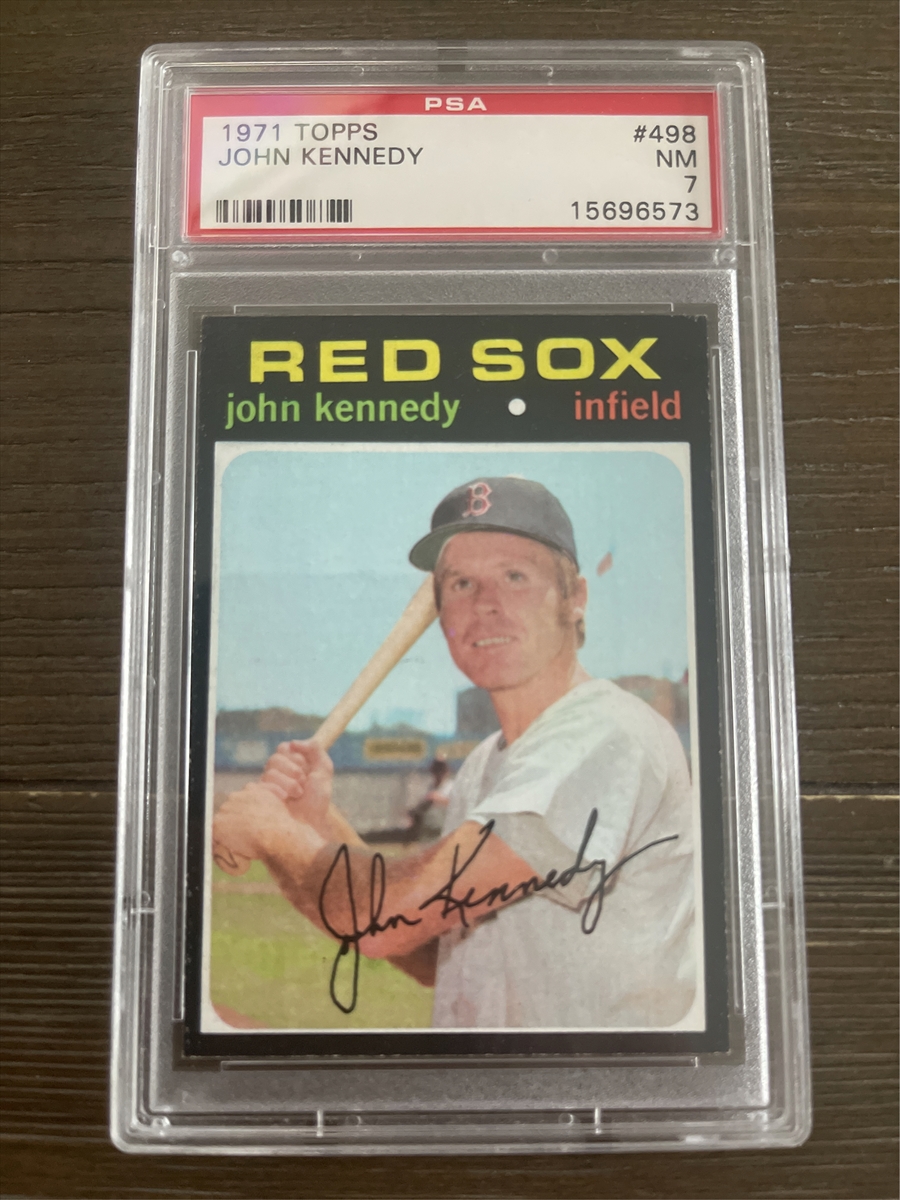 PSA
1971 TOPPS #498
JOHN KENNEDY NM
7
15696573
RED SOX
john kennedy infield
B
John Kennedy